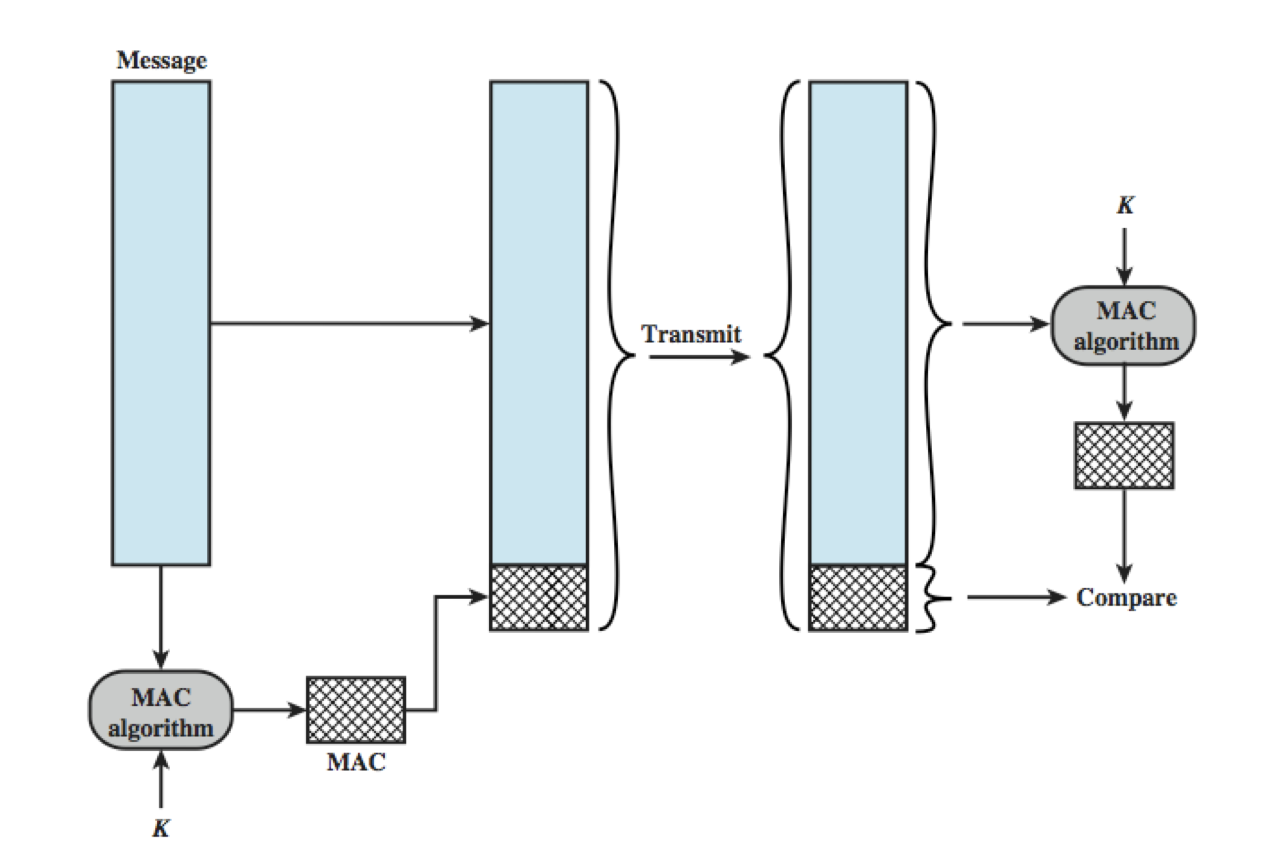 Message
K
Transmit
MAC
algorithm
Compare
MAC
algorithm
MAC
K